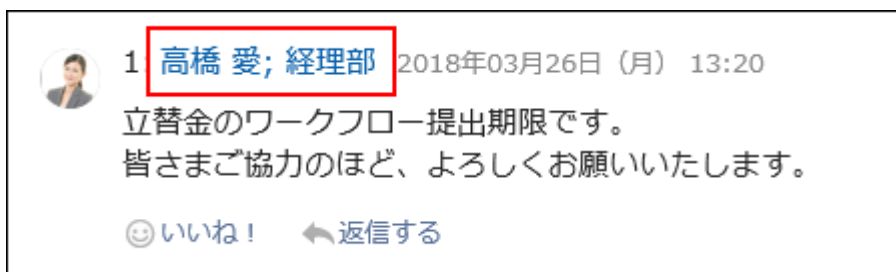 1: 高橋 愛; 経理部 2018年03月26日（月） 13:20
立替金のワークフロー提出期限です。
皆さまご協力のほど、よろしくお願いいたします。
いいね！ 返信する